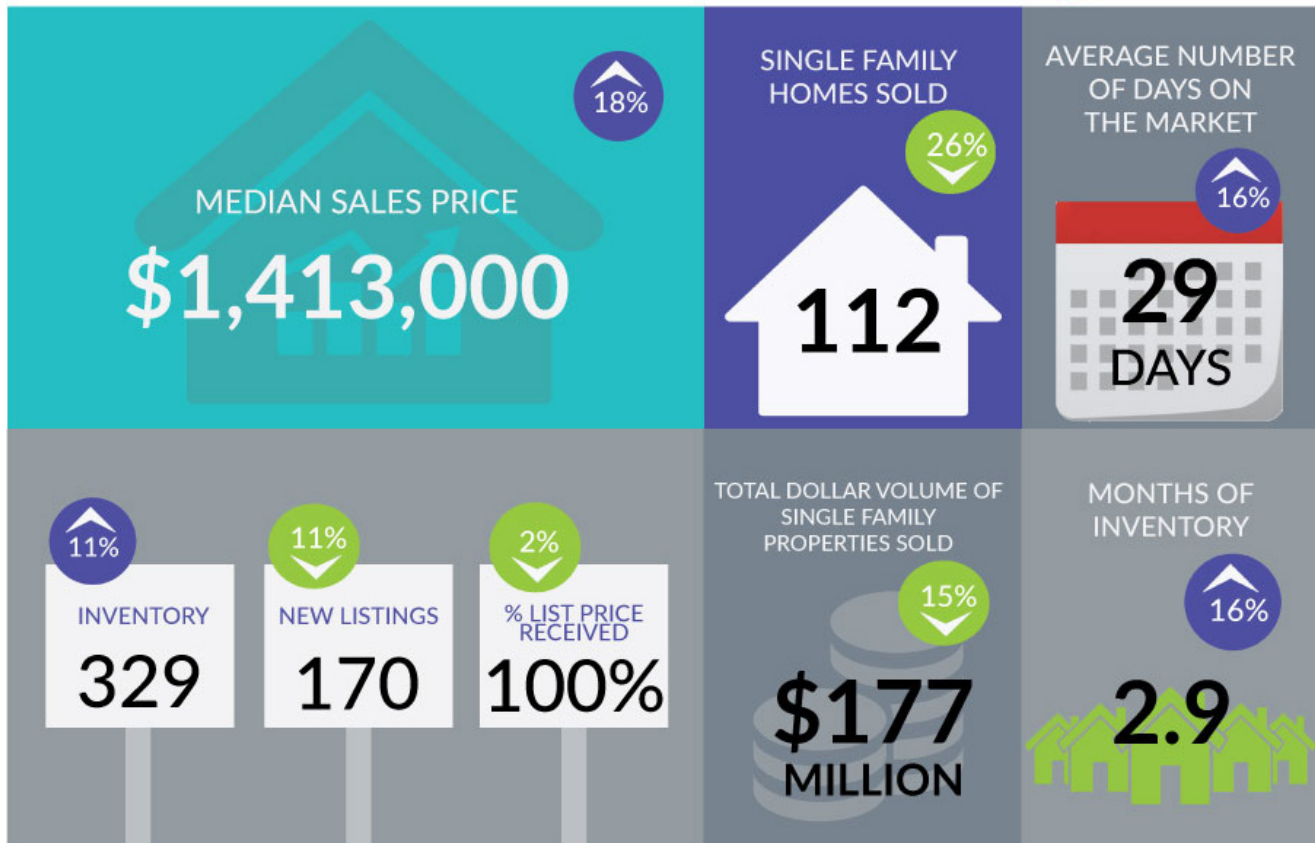 18%
MEDIAN SALES PRICE
$1,413,000
SINGLE FAMILY
HOMES SOLD
26%
112
AVERAGE NUMBER
OF DAYS ON
THE MARKET
16%
29
DAYS
11%
INVENTORY
329
11%
NEW LISTINGS
170
2%
% LIST PRICE
RECEIVED
100%
TOTAL DOLLAR VOLUME OF
SINGLE FAMILY
PROPERTIES SOLD
15%
$177
MILLION
MONTHS OF
INVENTORY
16%
2.9